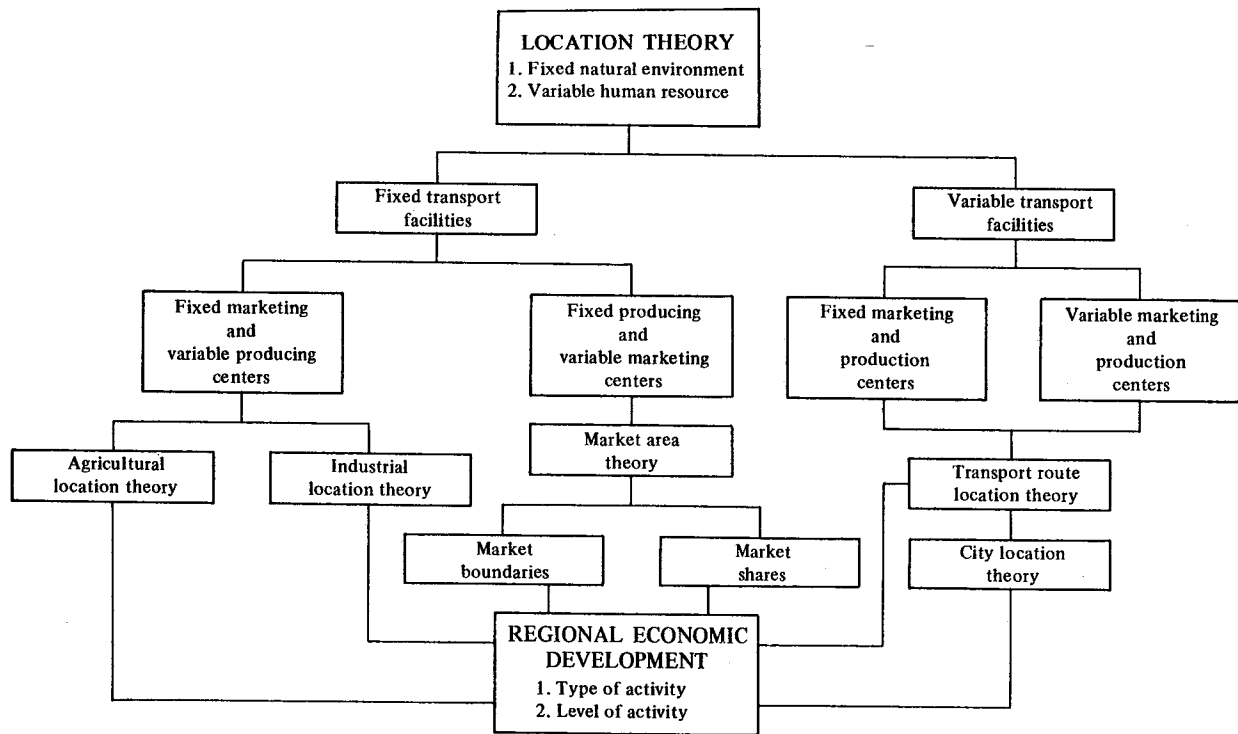 LOCATION THEORY
1. Fixed natural environment
2. Variable human resource
Fixed transport
facilities
Variable transport
facilities
Fixed marketing
and
variable producing
centers
Fixed producing
and
variable marketing
centers
Fixed marketing
and
production
centers
Variable marketing
and
production
centers
Agricultural
location theory
Industrial
location theory
Market area
theory
Transport route
location theory
Market
boundaries
Market
shares
City location
theory
REGIONAL ECONOMIC
DEVELOPMENT
1. Type of activity
2. Level of activity